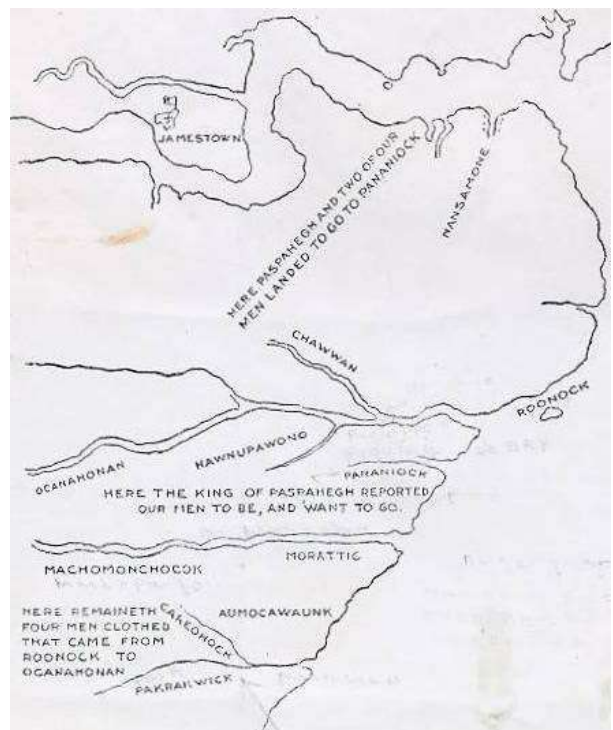 JAMESTOWN
HERE PASPAHEGH AND TWO OF OUR
MEN LANDED TO GO TO PANANIOCK
NANSAMONE
CHAWWAN
ROONOCK
OCANAHONAN
HAWNUPAWONO
PANANIOCK
HERE THE KING OF PASPAHEGH REPORTED
OUR MEN TO BE, AND WANT TO GO.
MORATTIC
MACHOMONCHOCOK
HERE REMAINETH
FOUR MEN CLOTHED
THAT CAME FROM
ROONOCK TO
OCANAHONAN
AUMOCAWAUNK
PAKRAKWICK